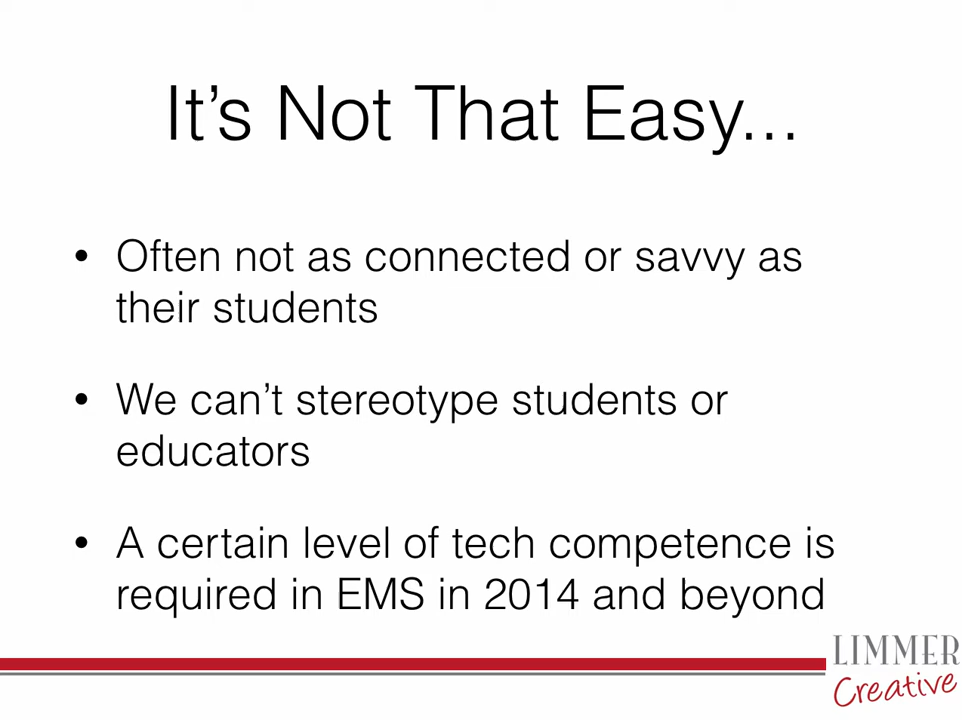 It’s Not That Easy...
• Often not as connected or savvy as
their students
• We can’t stereotype students or
educators
• A certain level of tech competence is
required in EMS in 2014 and beyond
LIMMER
Creative